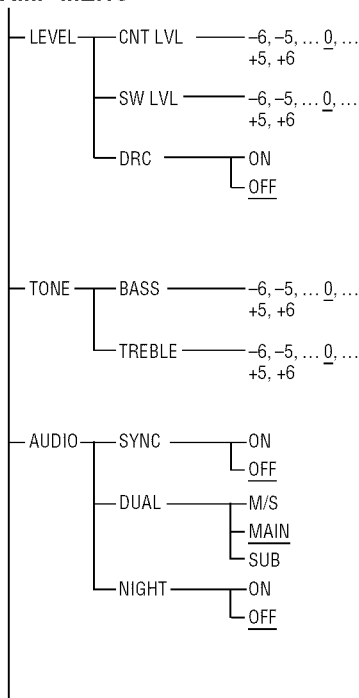 LEVEL CNT LVL –6, –5, ... 0, ...
+5, +6
SW LVL –6, –5, ... 0, ...
+5, +6
DRC ON
OFF
TONE BASS –6, –5, ... 0, ...
+5, +6
TREBLE –6, –5, ... 0, ...
+5, +6
AUDIO SYNC ON
OFF
DUAL M/S
MAIN
SUB
NIGHT ON
OFF